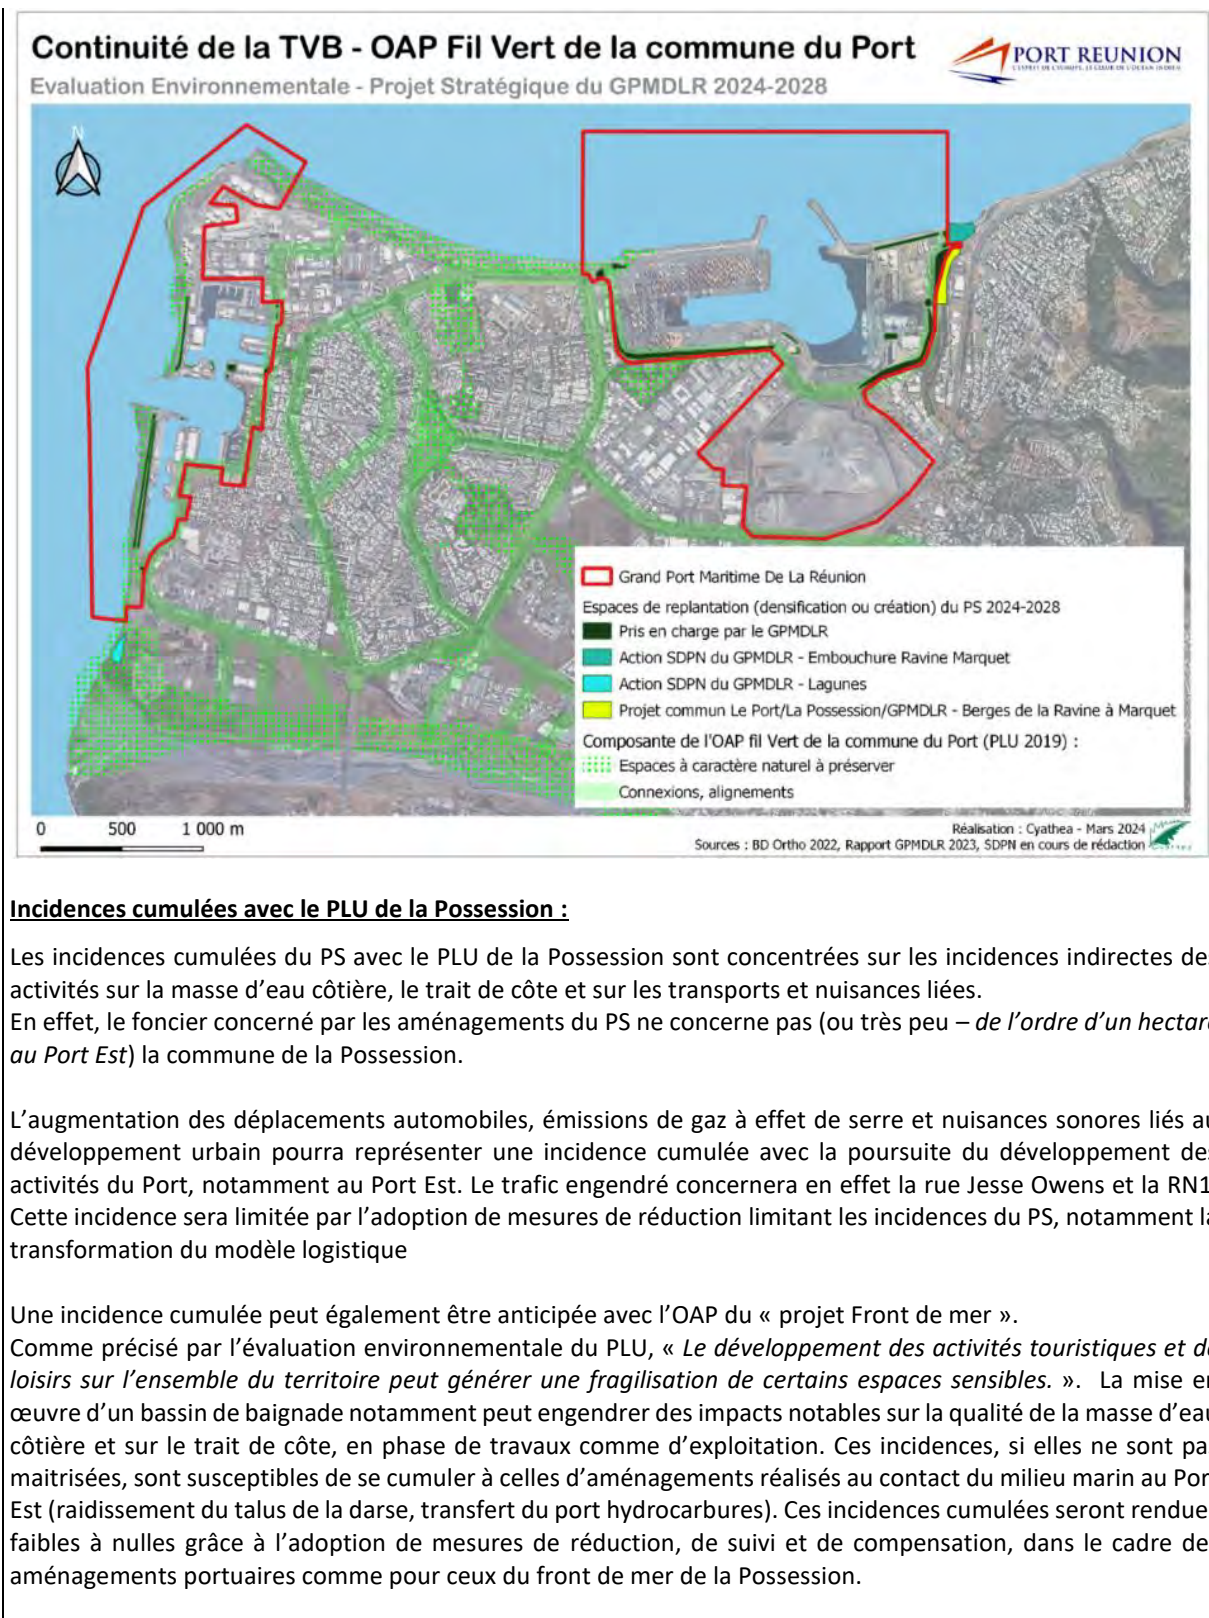 Continuité de la TVB - OAP Fil Vert de la commune du Port
PORT REUNION
Evaluation Environnementale - Projet Stratégique du GPMDLR 2024-2028
N
Grand Port Maritime De La Réunion
Espaces de replantation (densification ou création) du PS 2024-2028
Pris en charge par le GPMDLR
Action SDPN du GPMDLR - Embouchure Ravine Marquet
Action SDPN du GPMDLR - Lagunes
Projet commun Le Port/La Possession/GPMDLR - Berges de la Ravine à Marquet
Composante de l'OAP fil Vert de la commune du Port (PLU 2019) :
Espaces à caractère naturel à préserver
Connexions, alignements
0 500 1 000 m
Réalisation : Cyathea - Mars 2024
Sources : BD Ortho 2022, Rapport GPMDLR 2023, SDPN en cours de rédaction
Incidences cumulées avec le PLU de la Possession :
Les incidences cumulées du PS avec le PLU de la Possession sont concentrées sur les incidences indirectes des
activités sur la masse d'eau côtière, le trait de côte et sur les transports et nuisances liées.
En effet, le foncier concerné par les aménagements du PS ne concerne pas (ou très peu – de l'ordre d'un hectare
au Port Est) la commune de la Possession.
L'augmentation des déplacements automobiles, émissions de gaz à effet de serre et nuisances sonores liés au
développement urbain pourra représenter une incidence cumulée avec la poursuite du développement des
activités du Port, notamment au Port Est. Le trafic engendré concernera en effet la rue Jesse Owens et la RN1
Cette incidence sera limitée par l'adoption de mesures de réduction limitant les incidences du PS, notamment la
transformation du modèle logistique
Une incidence cumulée peut également être anticipée avec l'OAP du « projet Front de mer ».
Comme précisé par l'évaluation environnementale du PLU, « Le développement des activités touristiques et de
loisirs sur l'ensemble du territoire peut générer une fragilisation de certains espaces sensibles. ». La mise en
œuvre d'un bassin de baignade notamment peut engendrer des impacts notables sur la qualité de la masse d'eau
côtière et sur le trait de côte, en phase de travaux comme d'exploitation. Ces incidences, si elles ne sont pa
maitrisées, sont susceptibles de se cumuler à celles d'aménagements réalisés au contact du milieu marin au Por
Est (raidissement du talus de la darse, transfert du port hydrocarbures). Ces incidences cumulées seront rendue
faibles à nulles grâce à l'adoption de mesures de réduction, de suivi et de compensation, dans le cadre de
aménagements portuaires comme pour ceux du front de mer de la Possession.